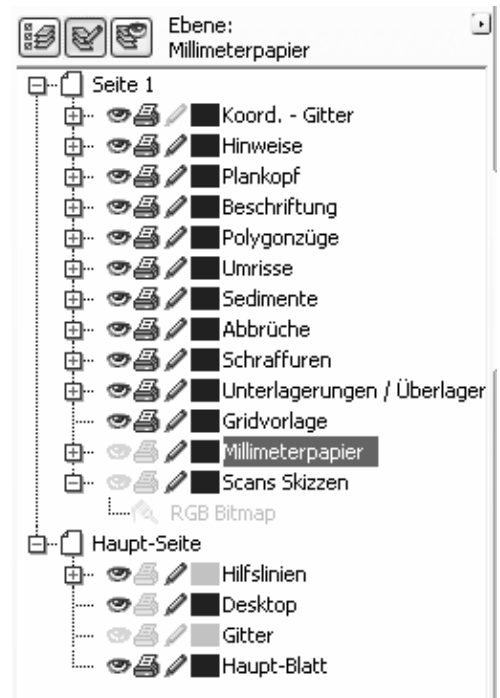 Ebene:
Millimeterpapier
Seite 1
Koord. - Gitter
Hinweise
Plankopf
Beschriftung
Polygonzüge
Umrisse
Sedimente
Abbrüche
Schraffuren
Unterlagerungen / Überlager
Gridvorlage
Millimeterpapier
Scans Skizzen
RGB Bitmap
Haupt-Seite
Hilfslinien
Desktop
Gitter
Haupt-Blatt